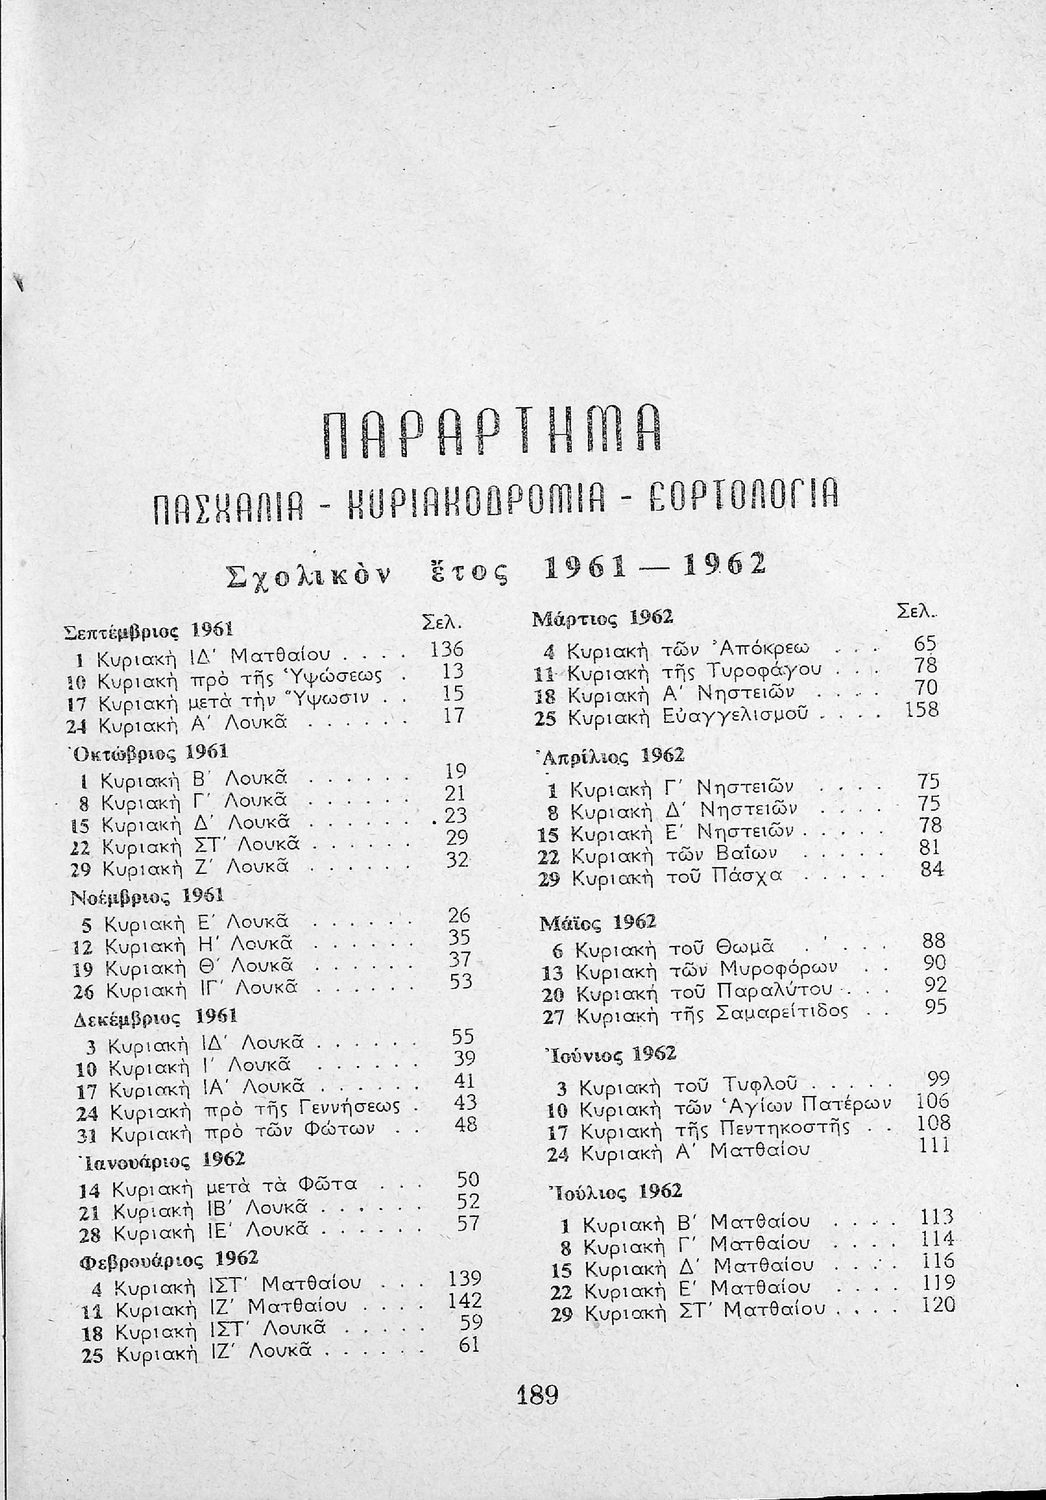 ΠΑΡΑΡΤΗΜΑ
ΠΑΣΧΑΛΙΑ - ΚΥΡΙΑΚΟΔΡΟΜΙΑ - ΕΟΡΤΟΛΟΓΙΑ
Σχολικὸν ἔτος 1961 — 1962
Σεπτέμβριος 1961 Σελ.
1 Κυριακὴ ΙΔ' Ματθαίου . . . . 136
10 Κυριακὴ πρὸ τῆς Ὑψώσεως . 13
17 Κυριακὴ μετὰ τὴν Ὕψωσιν . . 15
24 Κυριακὴ Α' Λουκᾶ . . . . . . 17
Ὀκτώβριος 1961
1 Κυριακὴ Β' Λουκᾶ . . . . . . 19
8 Κυριακὴ Γ' Λουκᾶ . . . . . . 21
15 Κυριακὴ Δ' Λουκᾶ . . . . . . 23
22 Κυριακὴ ΣΤ' Λουκᾶ . . . . . 29
29 Κυριακὴ Ζ' Λουκᾶ . . . . . . 32
Νοέμβριος 1961
5 Κυριακὴ Ε' Λουκᾶ . . . . . . 26
12 Κυριακὴ Η' Λουκᾶ . . . . . . 35
19 Κυριακὴ Θ' Λουκᾶ . . . . . . 37
26 Κυριακὴ ΙΓ' Λουκᾶ . . . . . . 53
Δεκέμβριος 1961
3 Κυριακὴ ΙΔ' Λουκᾶ . . . . . . 55
10 Κυριακὴ Ι' Λουκᾶ . . . . . . 39
17 Κυριακὴ ΙΑ' Λουκᾶ . . . . . . 41
24 Κυριακὴ πρὸ τῆς Γεννήσεως . 43
31 Κυριακὴ πρὸ τῶν Φώτων . . 48
Ἰανουάριος 1962
14 Κυριακὴ μετὰ τὰ Φῶτα . . . 50
21 Κυριακὴ ΙΒ' Λουκᾶ . . . . . . 52
28 Κυριακὴ ΙΕ' Λουκᾶ . . . . . . 57
Φεβρουάριος 1962
4 Κυριακὴ ΙΣΤ' Ματθαίου . . . 139
11 Κυριακὴ ΙΖ' Ματθαίου . . . . 142
18 Κυριακὴ ΙΣΤ' Λουκᾶ . . . . . 59
25 Κυριακὴ ΙΖ' Λουκᾶ . . . . . . 61
Μάρτιος 1962 Σελ.
4 Κυριακὴ τῶν Ἀπόκρεω . . . 65
11 Κυριακὴ τῆς Τυροφάγου . . . 78
18 Κυριακὴ Α' Νηστειῶν . . . . 70
25 Κυριακὴ Εὐαγγελισμοῦ . . . . 158
Ἀπρίλιος 1962
1 Κυριακὴ Γ' Νηστειῶν . . . . 75
8 Κυριακὴ Δ' Νηστειῶν . . . . 75
15 Κυριακὴ Ε' Νηστειῶν . . . . . 78
22 Κυριακὴ τῶν Βαΐων . . . . . 81
29 Κυριακὴ τοῦ Πάσχα . . . . . 84
Μάϊος 1962
6 Κυριακὴ τοῦ Θωμᾶ . . . . . 88
13 Κυριακὴ τῶν Μυροφόρων . . 90
20 Κυριακὴ τοῦ Παραλύτου . . . 92
27 Κυριακὴ τῆς Σαμαρείτιδος . . 95
Ἰούνιος 1962
3 Κυριακὴ τοῦ Τυφλοῦ . . . . . 99
10 Κυριακὴ τῶν Ἁγίων Πατέρων 106
17 Κυριακὴ τῆς Πεντηκοστῆς . . 108
24 Κυριακὴ Α' Ματθαίου 111
Ἰούλιος 1962
1 Κυριακὴ Β' Ματθαίου . . . . 113
8 Κυριακὴ Γ' Ματθαίου . . . . 114
15 Κυριακὴ Δ' Ματθαίου . . . . 116
22 Κυριακὴ Ε' Ματθαίου . . . . 119
29 Κυριακὴ ΣΤ' Ματθαίου . . . . 120
189